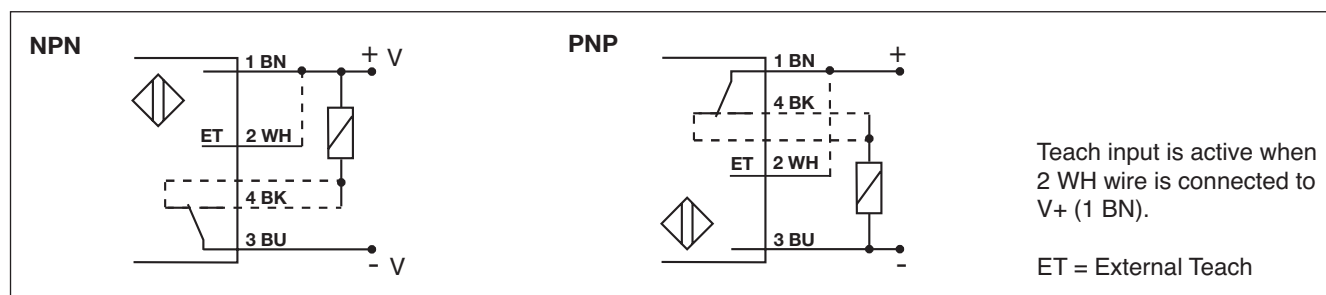 NPN
1 BN
+ V
ET 2 WH
4 BK
3 BU
- V
PNP
1 BN
+
4 BK
ET 2 WH
3 BU
-
Teach input is active when
2 WH wire is connected to
V+ (1 BN).
ET = External Teach